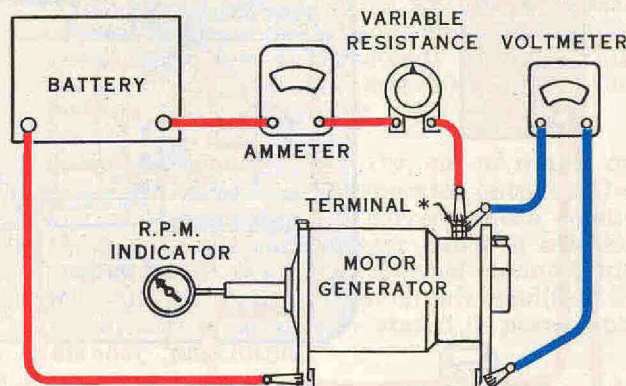 BATTERY
AMMETER
VARIABLE
RESISTANCE
VOLTMETER
TERMINAL *
R.P.M.
INDICATOR
MOTOR
GENERATOR